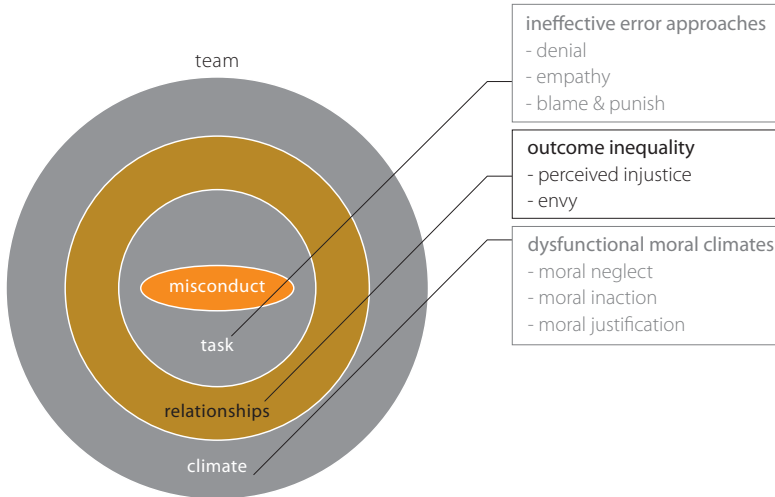 team
misconduct
task
relationships
climate
ineffective error approaches
- denial
- empathy
- blame & punish
outcome inequality
- perceived injustice
- envy
dysfunctional moral climates
- moral neglect
- moral inaction
- moral justification